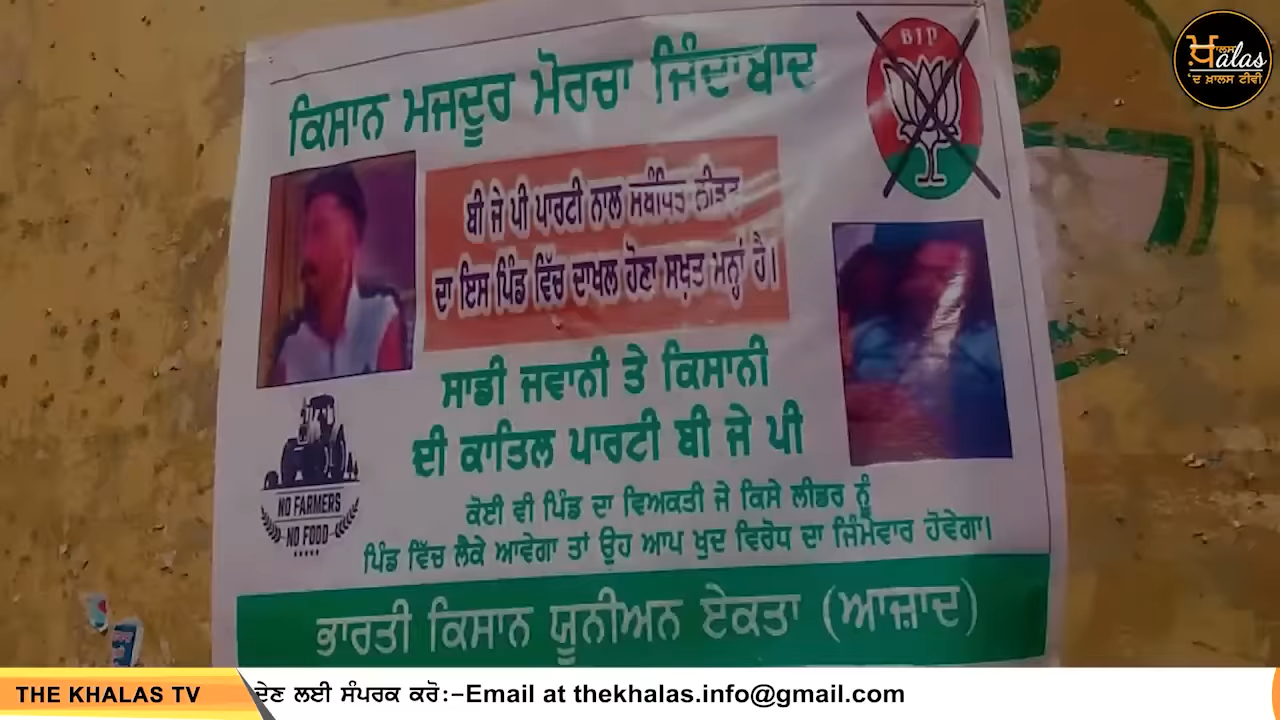 ਕਿਸਾਨ ਮਜਦੂਰ ਮੋਰਚਾ ਜਿੰਦਾਬਾਦ
BJP
ਖ਼ਾਲਸ
Khalas
'ਦ ਖ਼ਾਲਸ ਟੀਵੀ
ਬੀ ਜੇ ਪੀ ਪਾਰਟੀ ਨਾਲ ਸਬੰਧਿਤ ਲੀਡਰ
ਦਾ ਇਸ ਪਿੰਡ ਵਿੱਚ ਦਾਖਲ ਹੋਣਾ ਸਖ਼ਤ ਮਨ੍ਹਾਂ ਹੈ।
ਸਾਡੀ ਜਵਾਨੀ ਤੇ ਕਿਸਾਨੀ
ਦੀ ਕਾਤਿਲ ਪਾਰਟੀ ਬੀ ਜੇ ਪੀ
NO FARMERS
NO FOOD
ਕੋਈ ਵੀ ਪਿੰਡ ਦਾ ਵਿਅਕਤੀ ਜੇ ਕਿਸੇ ਲੀਡਰ ਨੂੰ
ਪਿੰਡ ਵਿੱਚ ਲੈਕੇ ਆਵੇਗਾ ਤਾਂ ਉਹ ਆਪ ਖੁਦ ਵਿਰੋਧ ਦਾ ਜਿੰਮੇਵਾਰ ਹੋਵੇਗਾ।
ਭਾਰਤੀ ਕਿਸਾਨ ਯੂਨੀਅਨ ਏਕਤਾ (ਆਜ਼ਾਦ)
THE KHALAS TV
ਦੇਣ ਲਈ ਸੰਪਰਕ ਕਰੋ:-Email at thekhalas.info@gmail.com